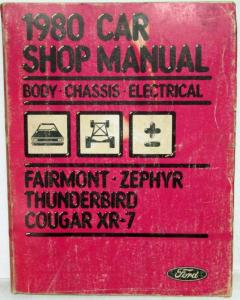 1980 CAR
SHOP MANUAL
BODY · CHASSIS · ELECTRICAL
FAIRMONT · ZEPHYR
THUNDERBIRD
COUGAR XR-7
Ford